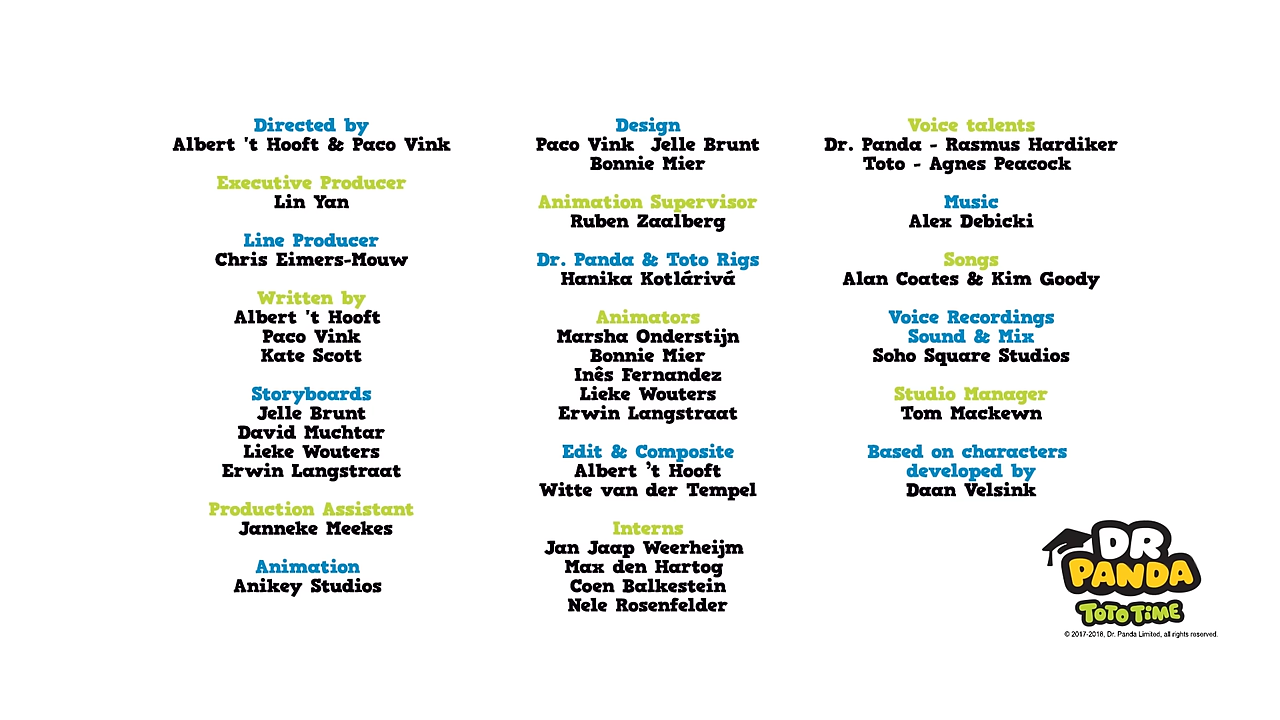 Directed by
Albert 't Hooft & Paco Vink
Executive Producer
Lin Yan
Line Producer
Chris Eimers-Mouw
Written by
Albert 't Hooft
Paco Vink
Kate Scott
Storyboards
Jelle Brunt
David Muchtar
Lieke Wouters
Erwin Langstraat
Production Assistant
Janneke Meekes
Animation
Anikey Studios
Design
Paco Vink  Jelle Brunt
Bonnie Mier
Animation Supervisor
Ruben Zaalberg
Dr. Panda & Toto Rigs
Hanika Kotlárivá
Animators
Marsha Onderstijn
Bonnie Mier
Inês Fernandez
Lieke Wouters
Erwin Langstraat
Edit & Composite
Albert ’t Hooft
Witte van der Tempel
Interns
Jan Jaap Weerheijm
Max den Hartog
Coen Balkestein
Nele Rosenfelder
Voice talents
Dr. Panda - Rasmus Hardiker
Toto - Agnes Peacock
Music
Alex Debicki
Songs
Alan Coates & Kim Goody
Voice Recordings
Sound & Mix
Soho Square Studios
Studio Manager
Tom Mackewn
Based on characters
developed by
Daan Velsink
DR
PANDA
TOTO TIME
© 2017-2018, Dr. Panda Limited, all rights reserved.